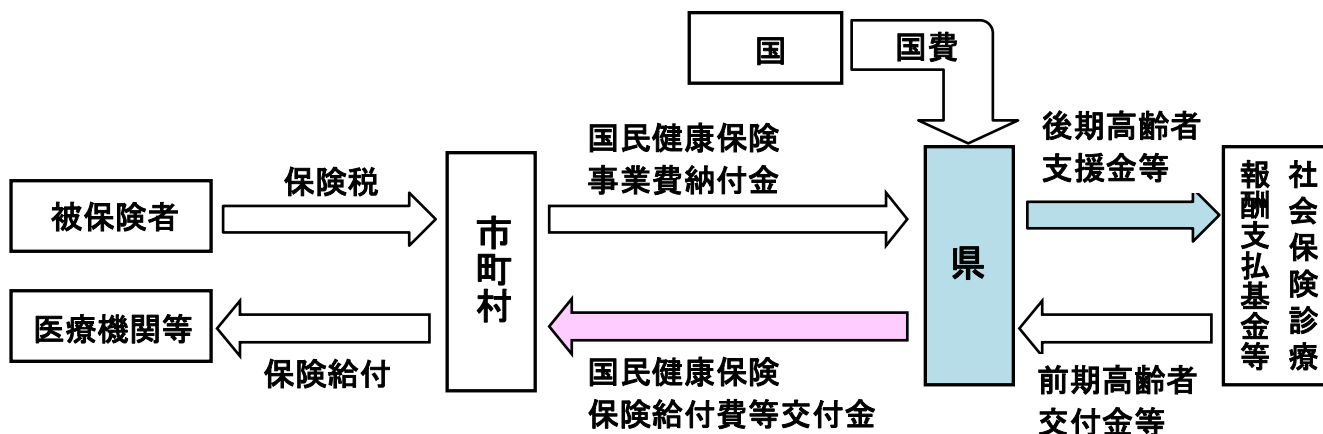 国
国費
国民健康保険
事業費納付金
後期高齢者
支援金等
保険税
被保険者
市町村
県
社会保険診療
報酬支払基金等
医療機関等
保険給付
国民健康保険
保険給付費等交付金
前期高齢者
交付金等